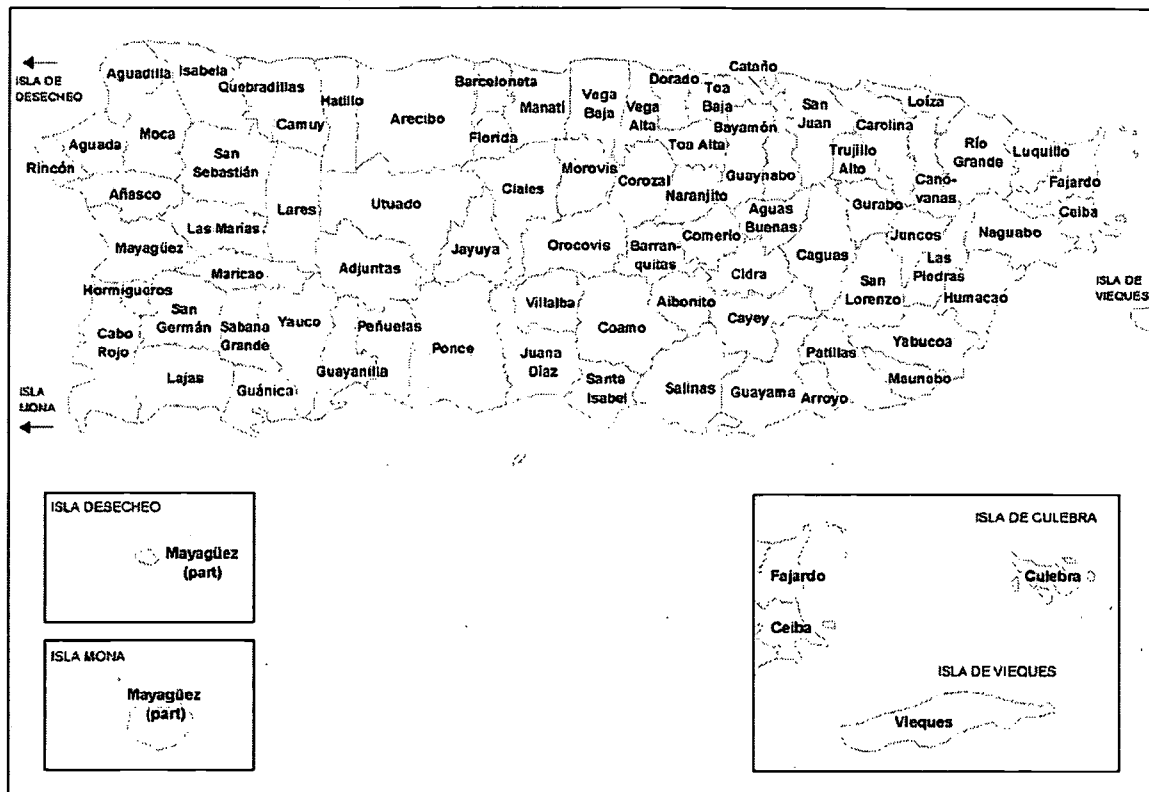 ISLA DE
DESECHEO
Aguadilla
Isabela
Quebradillas
Hatillo
Camuy
Arecibo
Barceloneta
Manatí
Florida
Vega
Baja
Vega
Alta
Dorado
Toa
Baja
Cataño
Bayamón
Toa Alta
San
Juan
Guaynabo
Carolina
Trujillo
Alto
Loíza
Canó-
vanas
Río
Grande
Luquillo
Fajardo
Ceiba
Rincón
Aguada
Moca
San
Sebastián
Añasco
Lares
Utuado
Ciales
Morovis
Corozal
Naranjito
Aguas
Buenas
Gurabo
Juncos
Naguabo
Las Marías
Mayagüez
Maricao
Adjuntas
Jayuya
Orocovis
Barran-
quitas
Comerío
Cidra
Caguas
San
Lorenzo
Las
Piedras
Humacao
ISLA DE
VIEQUES
Hormigueros
Cabo
Rojo
San
Germán
Sabana
Grande
Yauco
Peñuelas
Guayanilla
Ponce
Villalba
Juana
Díaz
Coamo
Aibonito
Cayey
Patillas
Yabucoa
Maunabo
Lajas
Guánica
Santa
Isabel
Salinas
Guayama
Arroyo
ISLA
MONA
ISLA DESECHEO
Mayagüez
(part)
ISLA MONA
Mayagüez
(part)
ISLA DE CULEBRA
Fajardo
Culebra
Ceiba
ISLA DE VIEQUES
Vieques